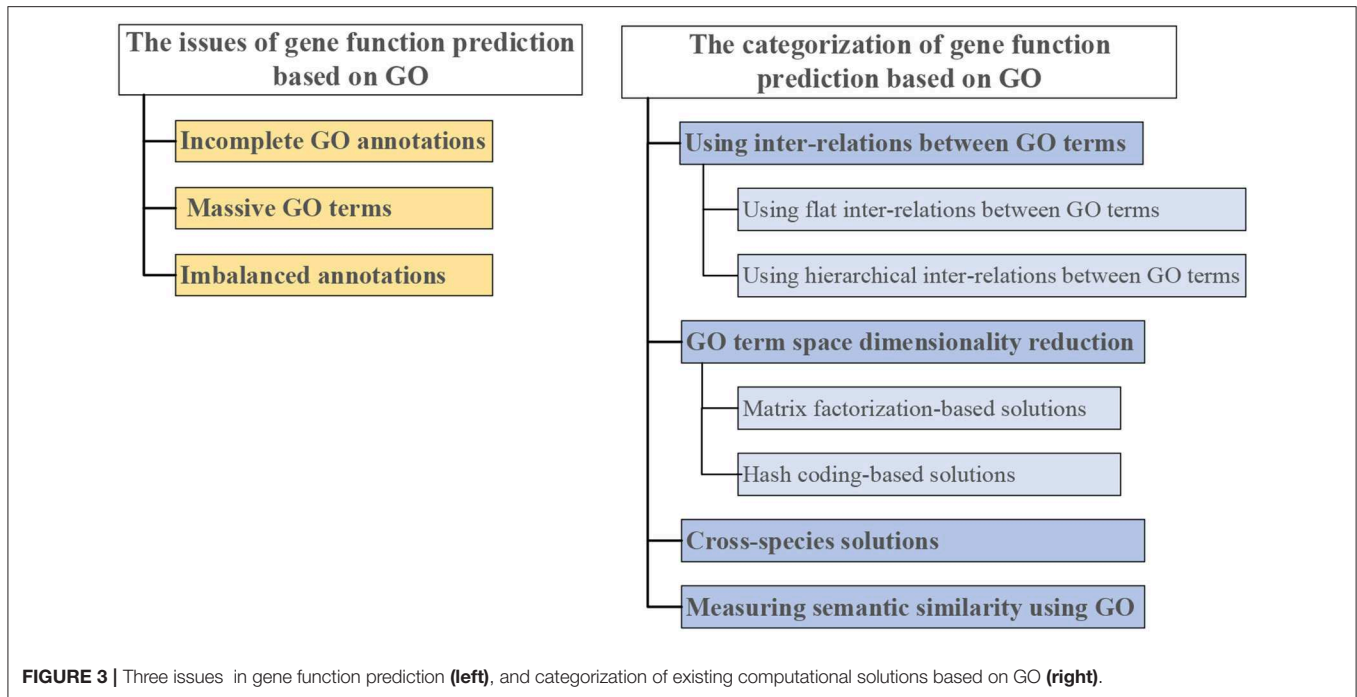 The issues of gene function prediction
based on GO
Incomplete GO annotations
Massive GO terms
Imbalanced annotations
The categorization of gene function
prediction based on GO
Using inter-relations between GO terms
Using flat inter-relations between GO terms
Using hierarchical inter-relations between GO terms
GO term space dimensionality reduction
Matrix factorization-based solutions
Hash coding-based solutions
Cross-species solutions
Measuring semantic similarity using GO
FIGURE 3 | Three issues in gene function prediction (left), and categorization of existing computational solutions based on GO (right).